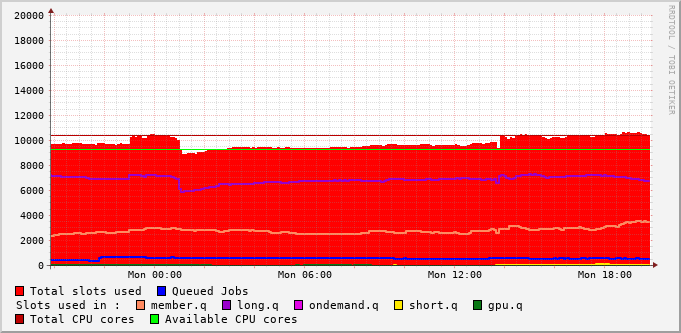 RRDTOOL / TOBI OETIKER
20000
18000
16000
14000
12000
10000
8000
6000
4000
2000
0
Mon 00:00 Mon 06:00 Mon 12:00 Mon 18:00
Total slots used Queued Jobs
Slots used in : member.q long.q ondemand.q short.q gpu.q
Total CPU cores Available CPU cores